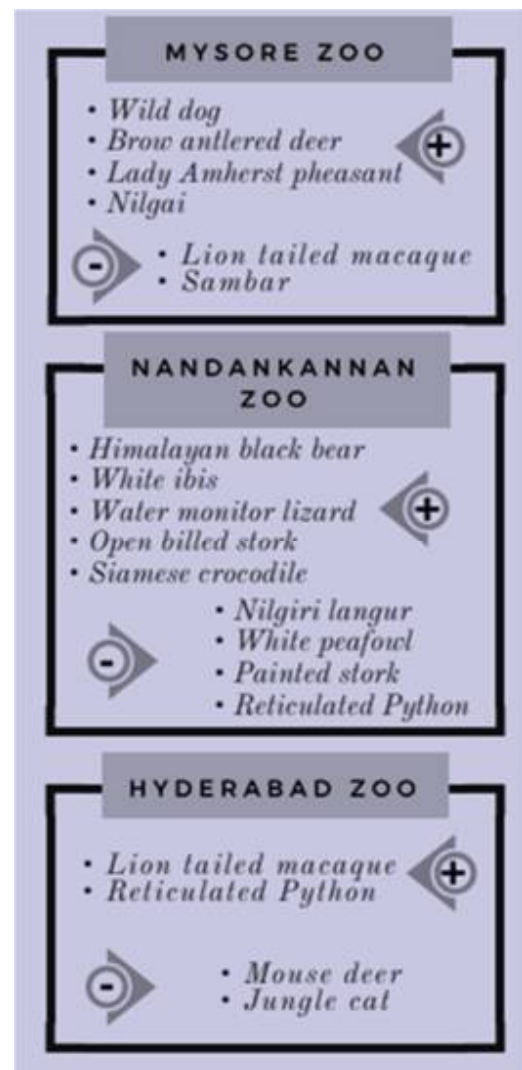 MYSORE ZOO
• Wild dog
• Brow antlered deer
• Lady Amherst pheasant
• Nilgai
+
-
• Lion tailed macaque
• Sambar
NANDANKANNAN
ZOO
• Himalayan black bear
• White ibis
• Water monitor lizard
• Open billed stork
• Siamese crocodile
+
-
• Nilgiri langur
• White peafowl
• Painted stork
• Reticulated Python
HYDERABAD ZOO
• Lion tailed macaque
• Reticulated Python
+
-
• Mouse deer
• Jungle cat